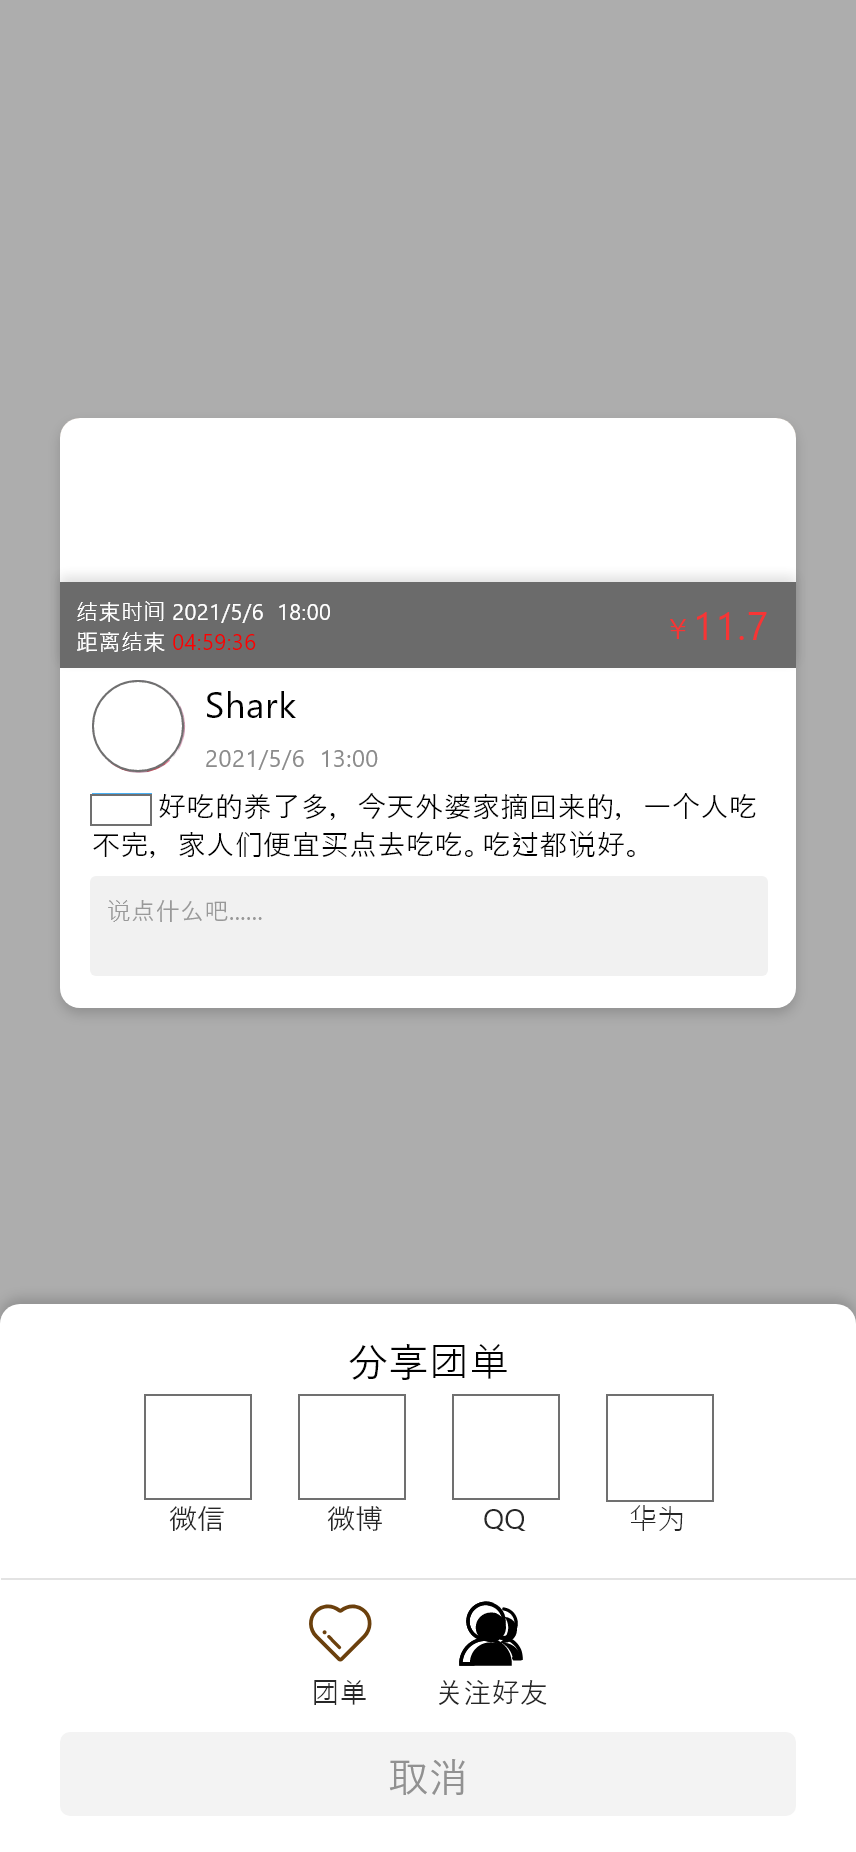 结束时间 2021/5/6 18:00
距离结束 04:59:36
¥11.7
Shark
2021/5/6 13:00
好吃的养了多，今天外婆家摘回来的，一个人吃
不完，家人们便宜买点去吃吃。吃过都说好。
说点什么吧......
分享团单
微信 微博 QQ 华为
团单 关注好友
取消